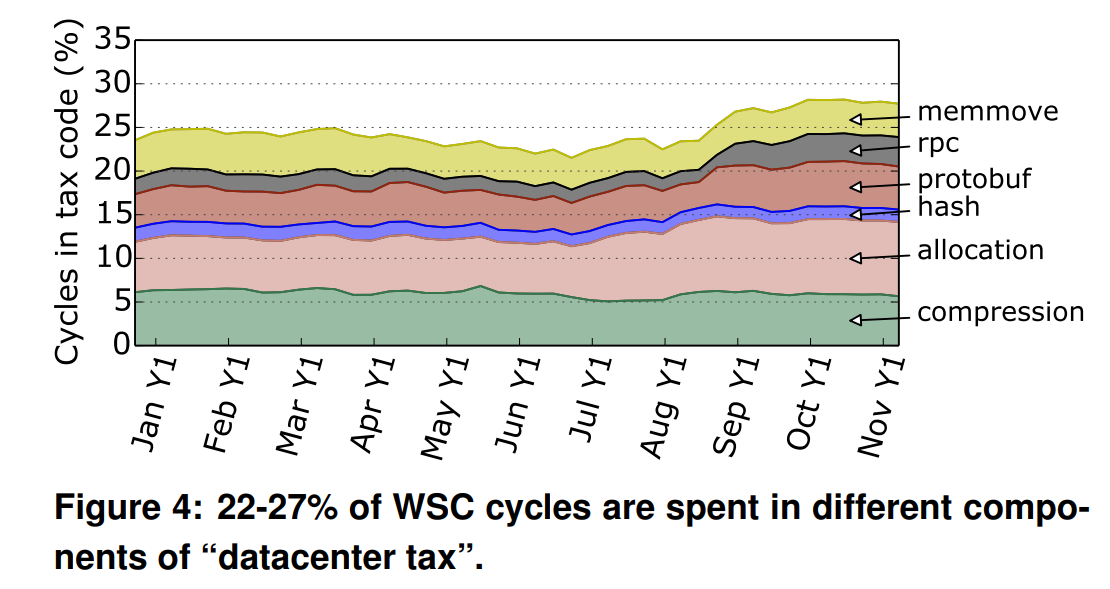 Cycles in tax code (%)
35
30
25
20
15
10
5
0
memmove
rpc
protobuf
hash
allocation
compression
Jan Y1
Feb Y1
Mar Y1
Apr Y1
May Y1
Jun Y1
Jul Y1
Aug Y1
Sep Y1
Oct Y1
Nov Y1
Figure 4: 22-27% of WSC cycles are spent in different compo-
nents of “datacenter tax”.